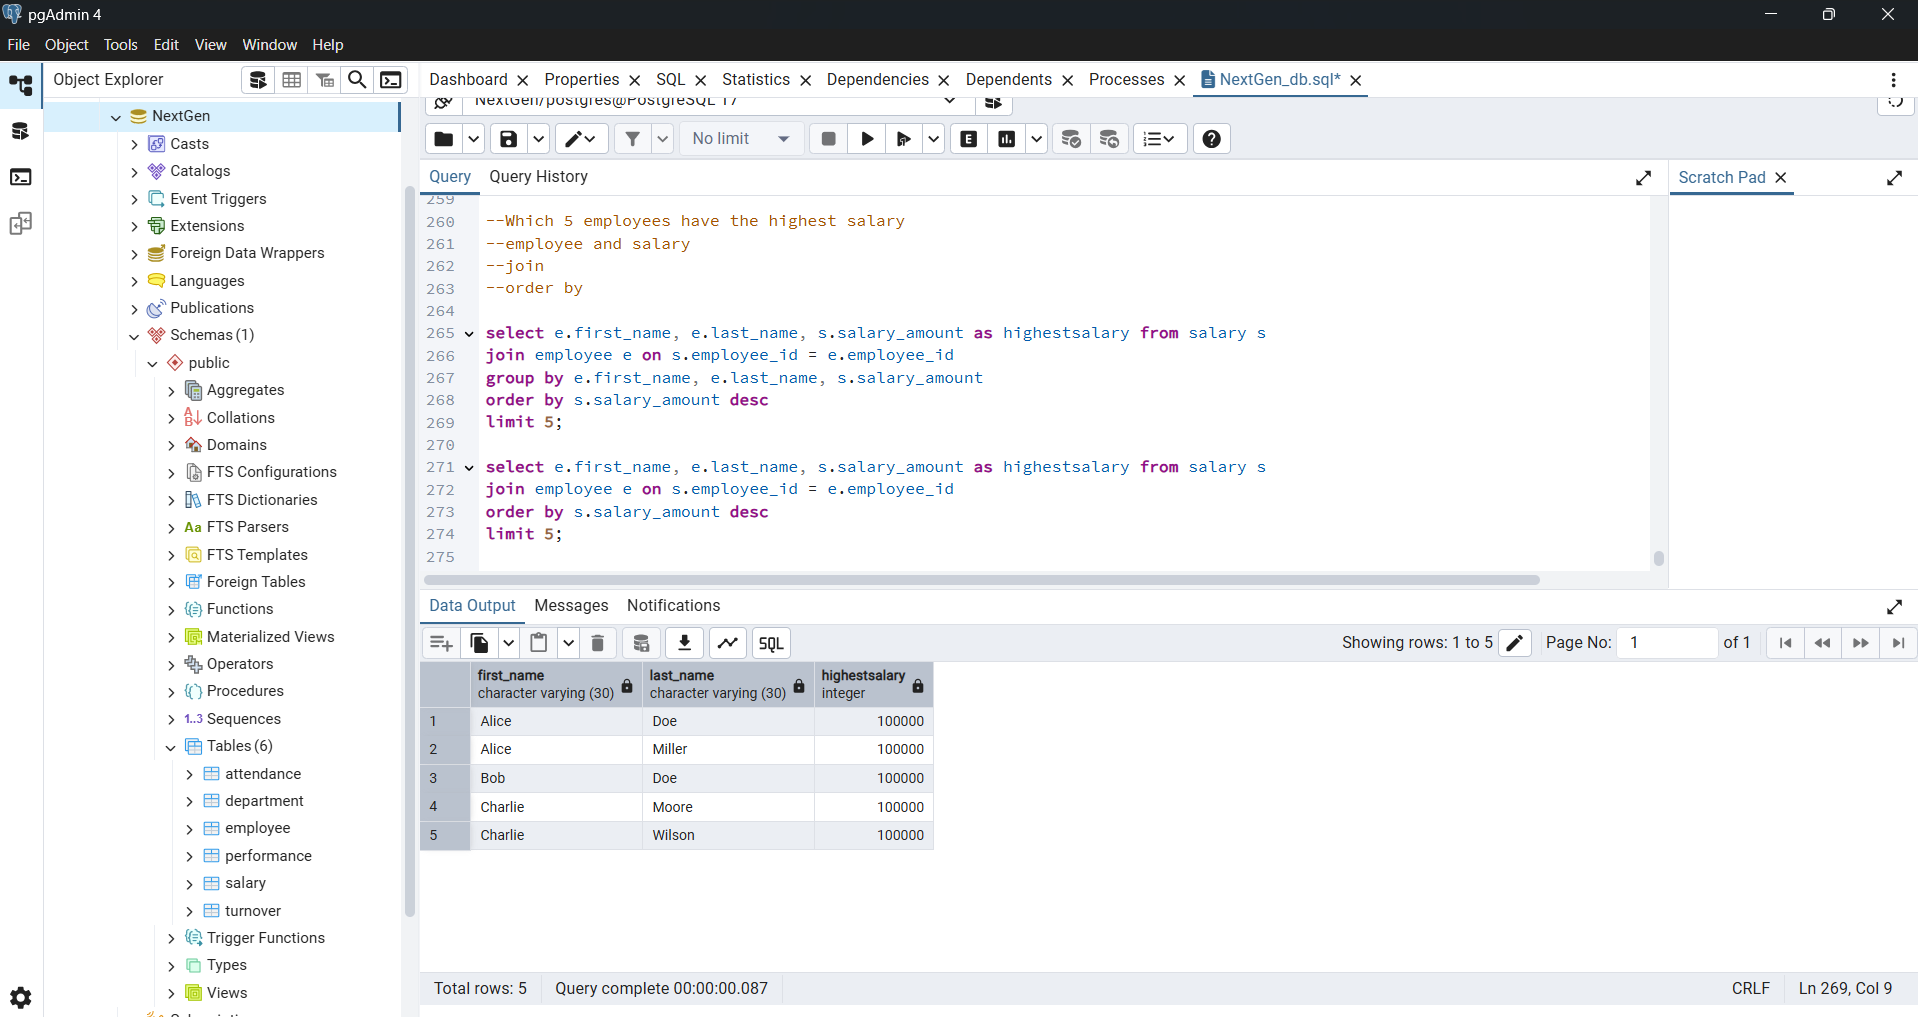 pgAdmin 4
File Object Tools Edit View Window Help
Object Explorer
Dashboard Properties SQL Statistics Dependencies Dependents Processes NextGen_db.sql*
NextGen/postgres@PostgreSQL 17
No limit
Query Query History
Scratch Pad
NextGen
Casts
Catalogs
Event Triggers
Extensions
Foreign Data Wrappers
Languages
Publications
Schemas (1)
public
Aggregates
Collations
Domains
FTS Configurations
FTS Dictionaries
Aa FTS Parsers
FTS Templates
Foreign Tables
Functions
Materialized Views
Operators
Procedures
1..3 Sequences
Tables (6)
attendance
department
employee
performance
salary
turnover
Trigger Functions
Types
Views
259
260 --Which 5 employees have the highest salary
261 --employee and salary
262 --join
263 --order by
264
265 select e.first_name, e.last_name, s.salary_amount as highestsalary from salary s
266 join employee e on s.employee_id = e.employee_id
267 group by e.first_name, e.last_name, s.salary_amount
268 order by s.salary_amount desc
269 limit 5;
270
271 select e.first_name, e.last_name, s.salary_amount as highestsalary from salary s
272 join employee e on s.employee_id = e.employee_id
273 order by s.salary_amount desc
274 limit 5;
275
Data Output Messages Notifications
SQL
Showing rows: 1 to 5 Page No: 1 of 1
first_name last_name highestsalary
character varying (30) character varying (30) integer
1 Alice Doe 100000
2 Alice Miller 100000
3 Bob Doe 100000
4 Charlie Moore 100000
5 Charlie Wilson 100000
Total rows: 5 Query complete 00:00:00.087 CRLF Ln 269, Col 9